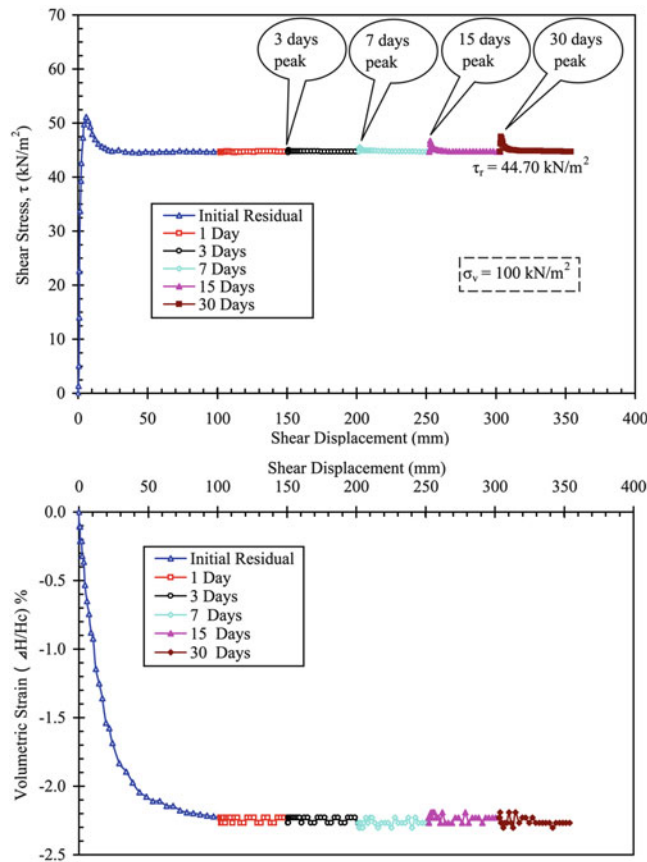 70
60
50
40
30
20
10
0
Shear Stress, τ (kN/m²)
3 days
peak
7 days
peak
15 days
peak
30 days
peak
τr = 44.70 kN/m²
Initial Residual
1 Day
3 Days
7 Days
15 Days
30 Days
σv = 100 kN/m²
0 50 100 150 200 250 300 350 400
Shear Displacement (mm)
Shear Displacement (mm)
0 50 100 150 200 250 300 350 400
0.0
-0.5
-1.0
-1.5
-2.0
-2.5
Volumetric Strain ( ⊿H/Hc) %
Initial Residual
1 Day
3 Days
7 Days
15 Days
30 Days